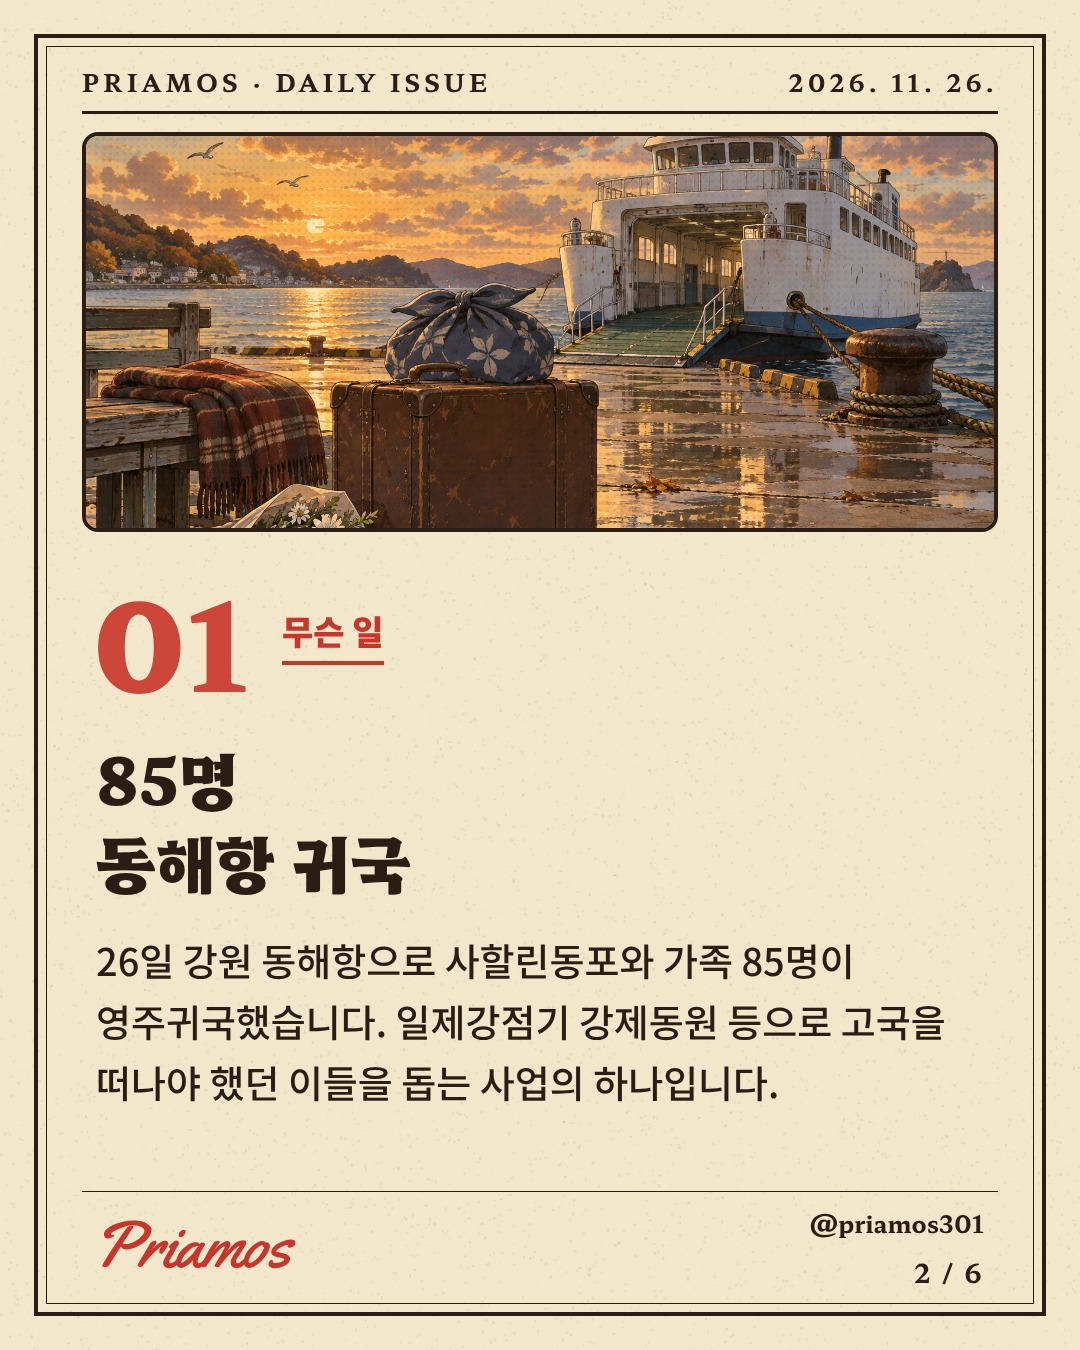 PRIAMOS · DAILY ISSUE
2026. 11. 26.
01
무슨 일
85명
동해항 귀국
26일 강원 동해항으로 사할린동포와 가족 85명이
영주귀국했습니다. 일제강점기 강제동원 등으로 고국을
떠나야 했던 이들을 돕는 사업의 하나입니다.
Priamos
@priamos301
2 / 6